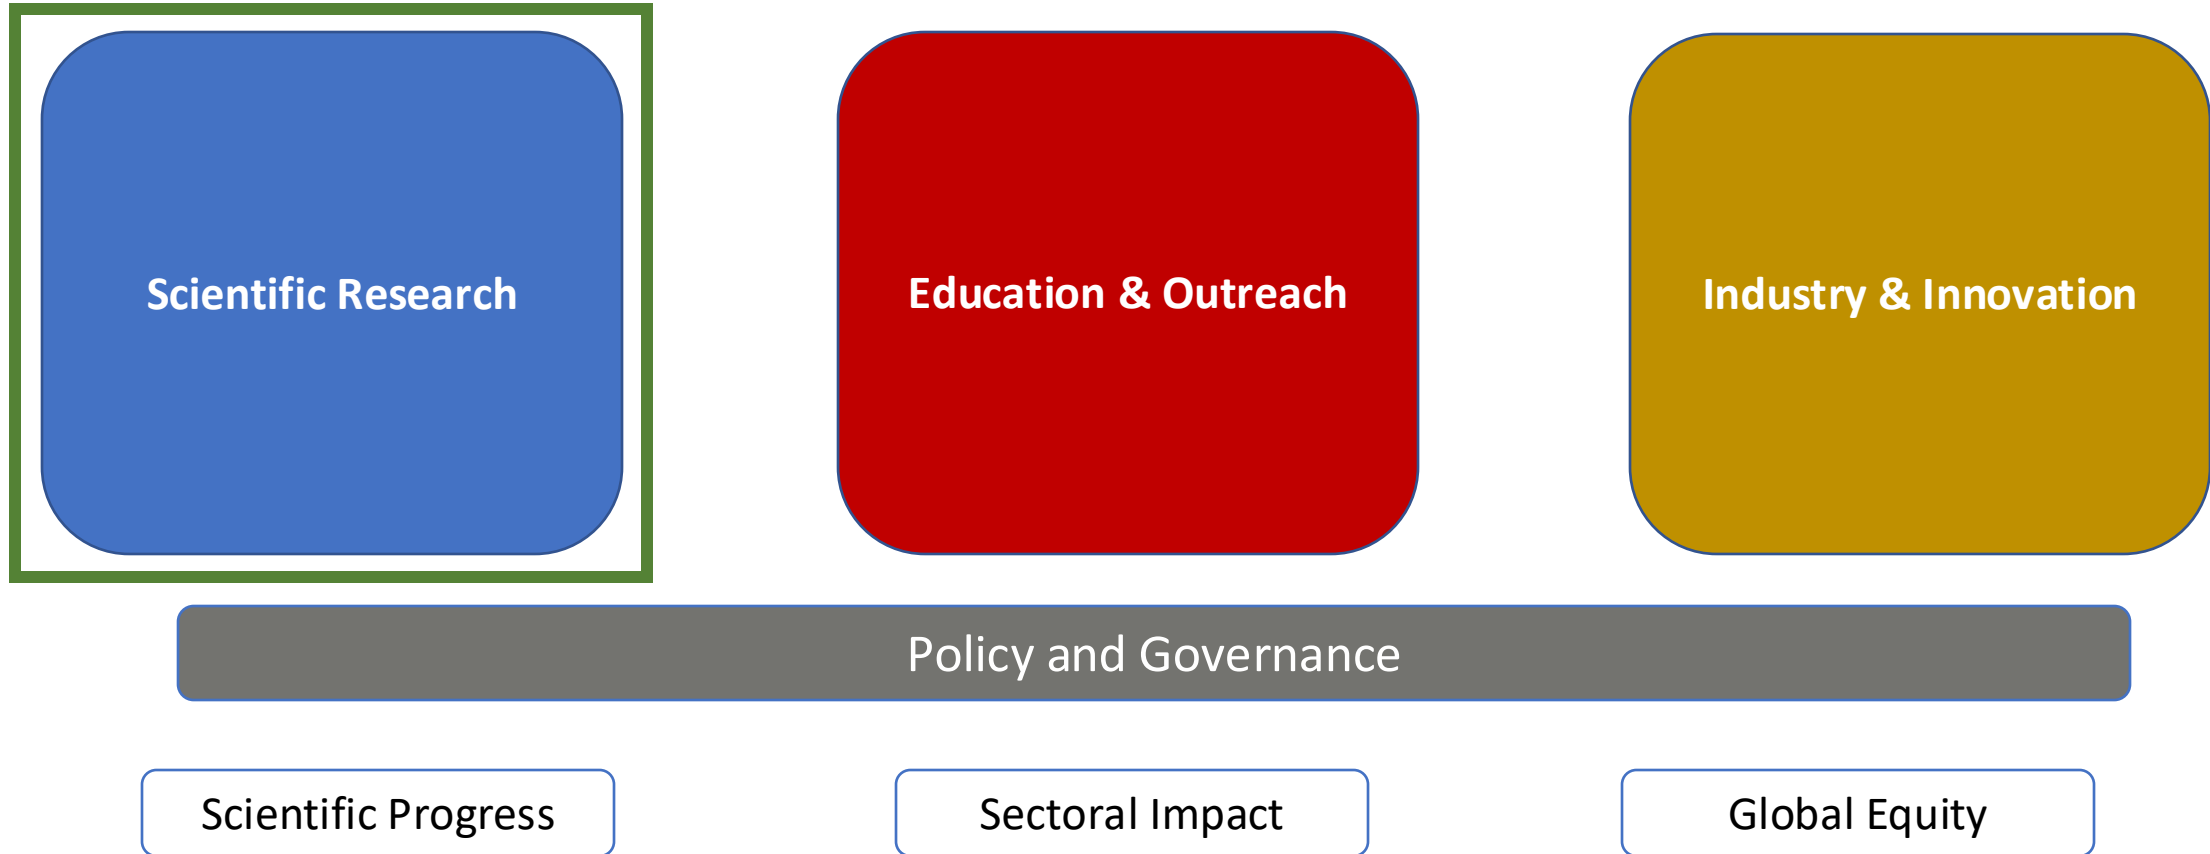 Scientific Research
Education & Outreach
Industry & Innovation
Policy and Governance
Scientific Progress
Sectoral Impact
Global Equity